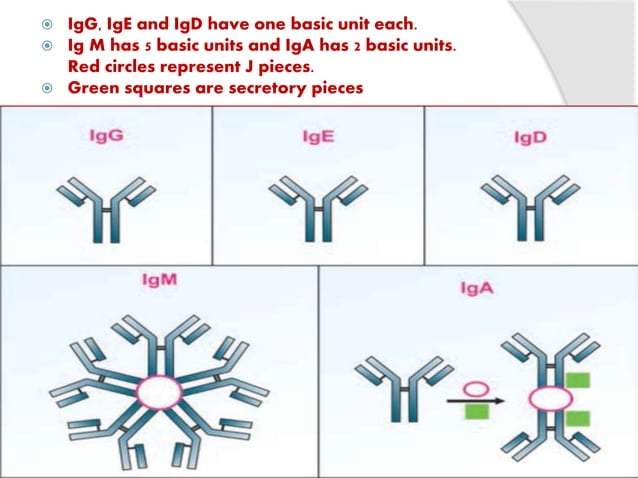 IgG, IgE and IgD have one basic unit each.
Ig M has 5 basic units and IgA has 2 basic units.
Red circles represent J pieces.
Green squares are secretory pieces
IgG
IgE
IgD
IgM
IgA